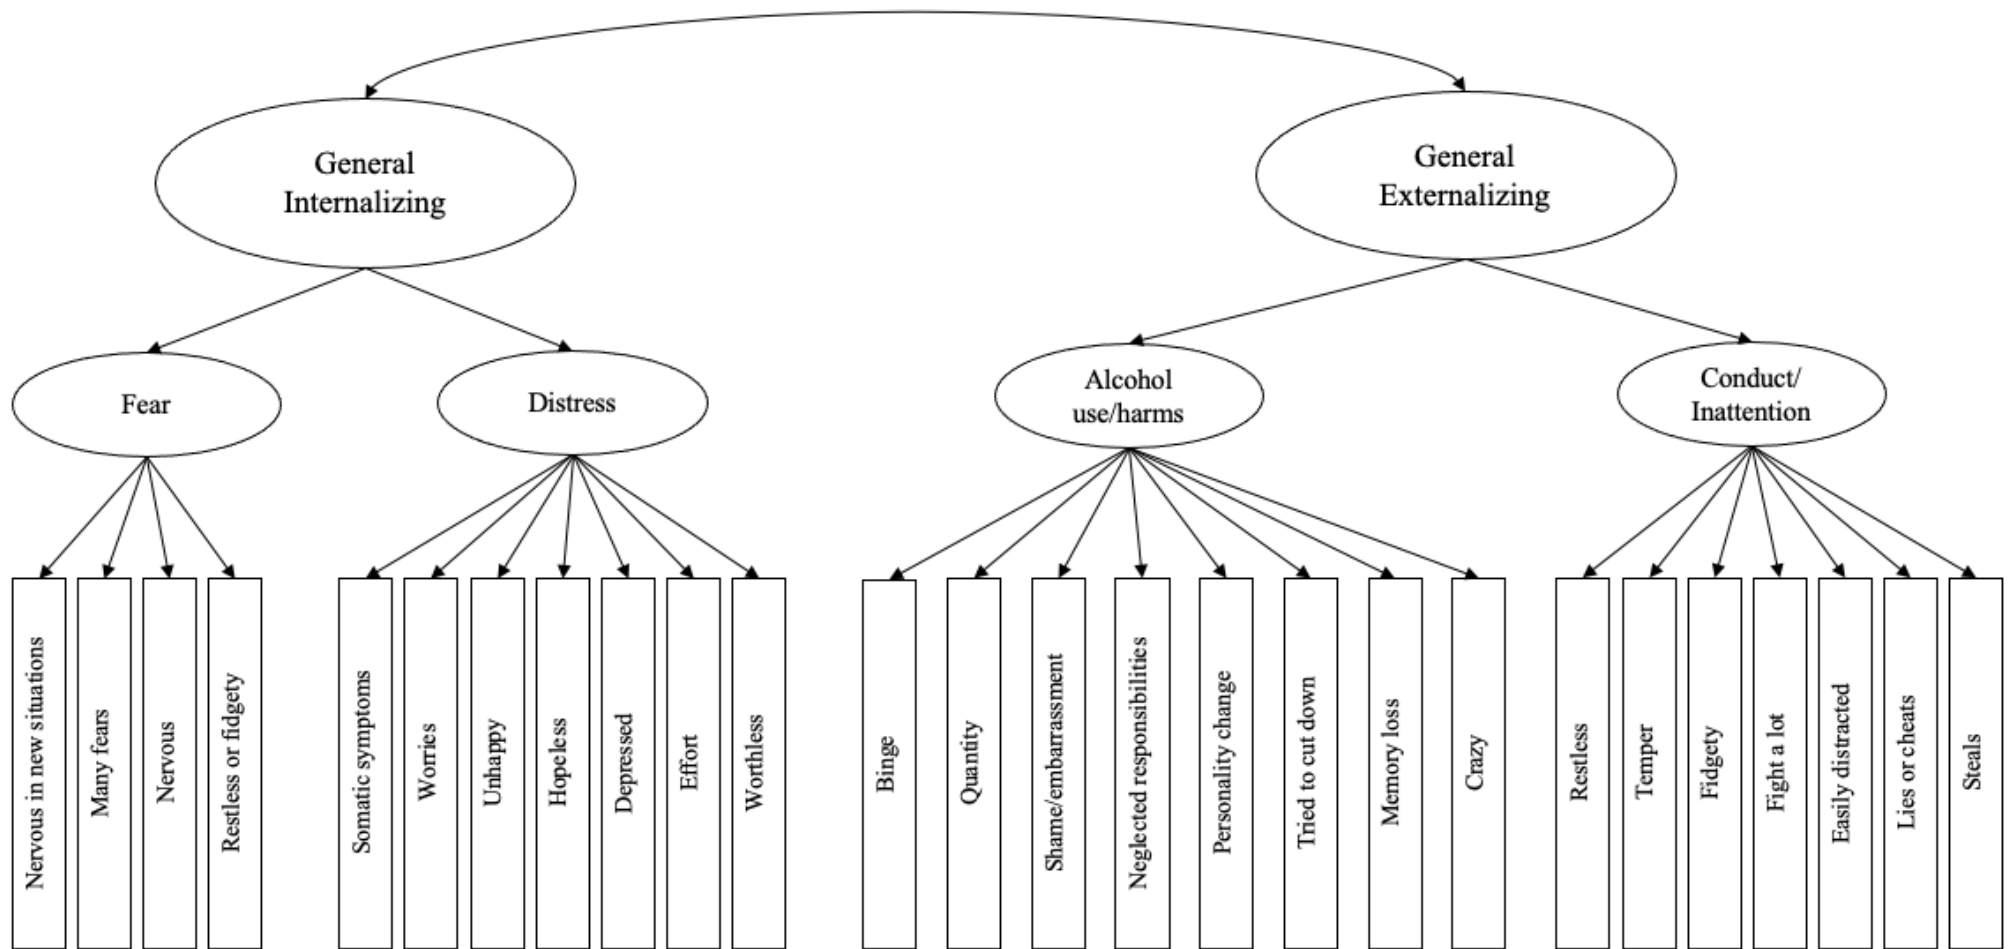 General
Internalizing
General
Externalizing
Fear
Distress
Alcohol
use/harms
Conduct/
Inattention
Nervous in new situations
Many fears
Nervous
Restless or fidgety
Somatic symptoms
Worries
Unhappy
Hopeless
Depressed
Effort
Worthless
Binge
Quantity
Shame/embarrassment
Neglected responsibilities
Personality change
Tried to cut down
Memory loss
Crazy
Restless
Temper
Fidgety
Fight a lot
Easily distracted
Lies or cheats
Steals